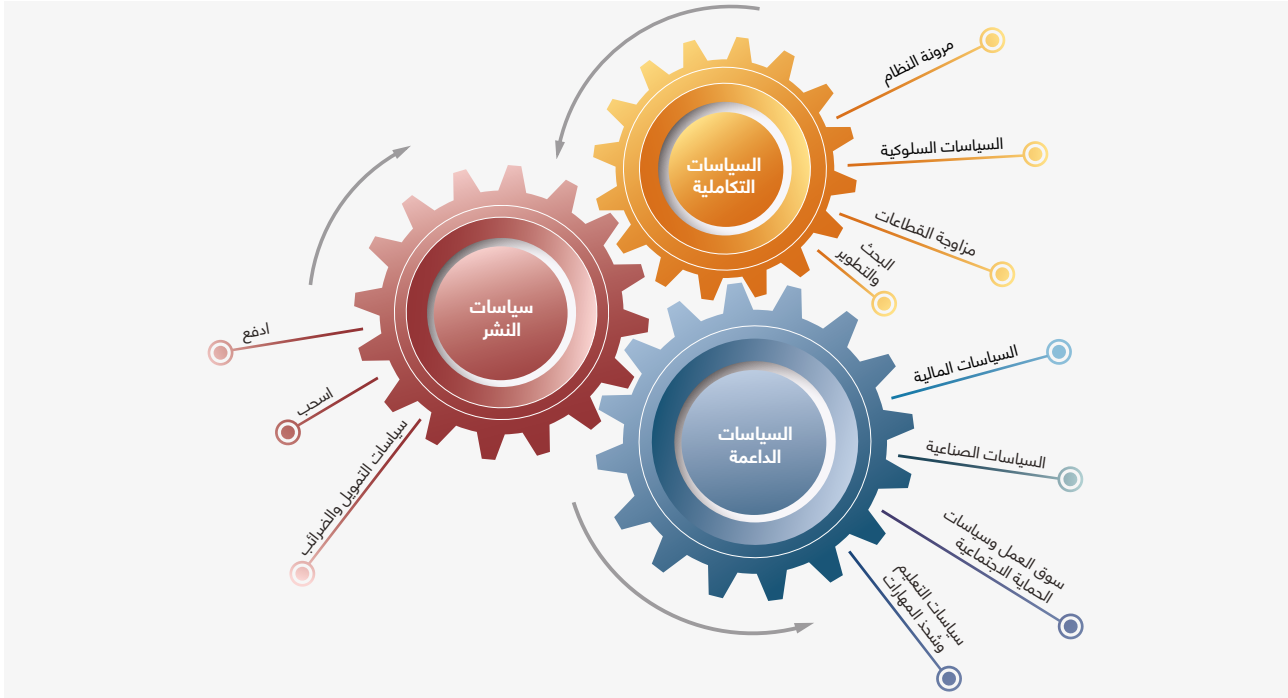 السياسات
التكاملية
مرونة النظام
السياسات السلوكية
مزاوجة القطاعات
البحث
والتطوير
سياسات
النشر
ادفع
اسحب
سياسات التمويل والضرائب
السياسات
الداعمة
السياسات المالية
السياسات الصناعية
سوق العمل وسياسات
الحماية الاجتماعية
سياسات التعليم
وشحذ المهارات